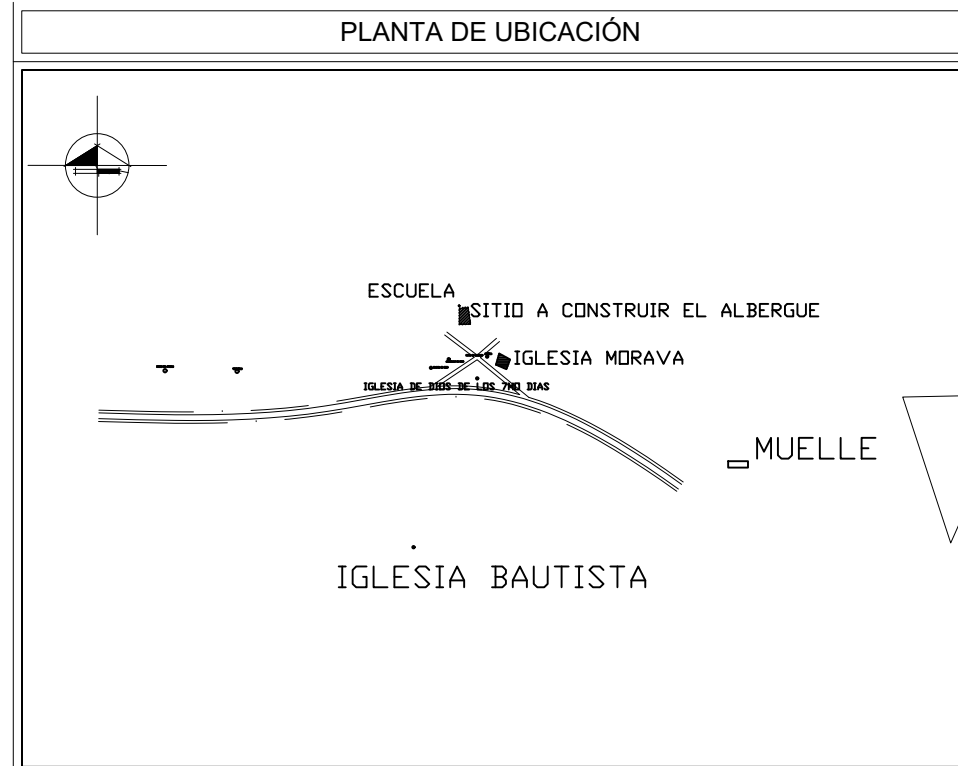 PLANTA DE UBICACIÓN
ESCUELA
SITIO A CONSTRUIR EL ALBERGUE
IGLESIA MORAVA
IGLESIA DE DIOS DE LOS 7MO DIAS
MUELLE
IGLESIA BAUTISTA